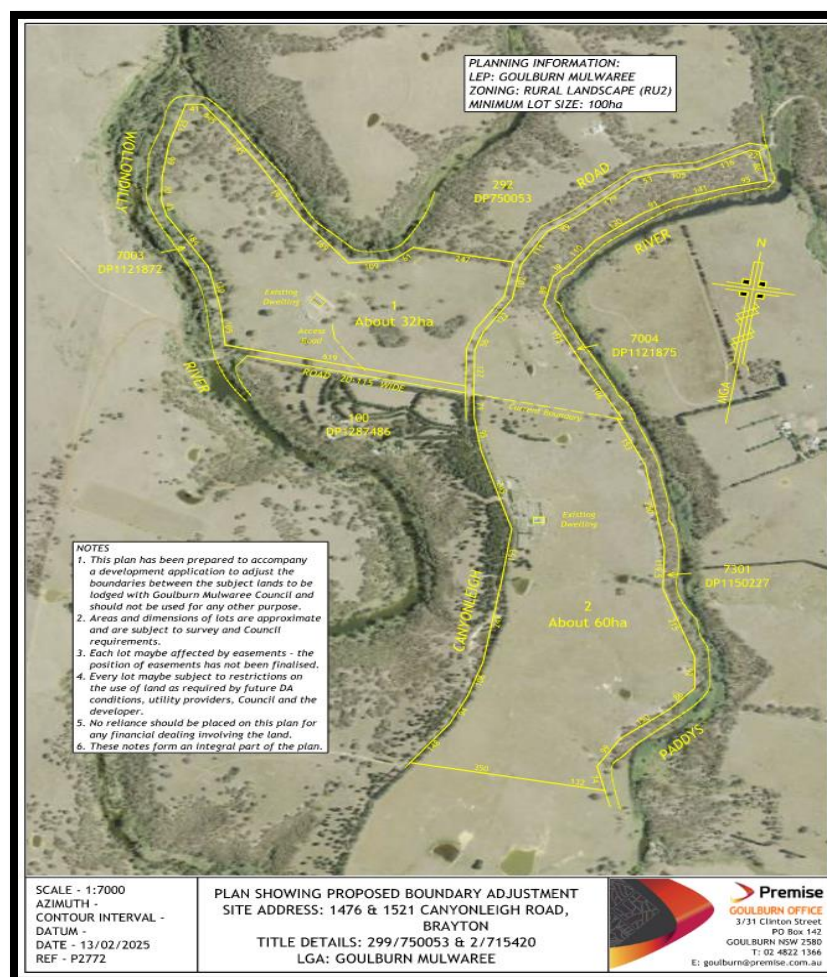 PLANNING INFORMATION:
LEP: GOULBURN MULWAREE
ZONING: RURAL LANDSCAPE (RU2)
MINIMUM LOT SIZE: 100ha
WOLLONDILLY
RIVER
7003
DP1121872
292
DP750053
ROAD
RIVER
N
MGA
Existing
Dwelling
1
About 32ha
Access
Road
7004
DP1121875
ROAD 20.115 WIDE
Current Boundary
100
DP1287486
Existing
Dwelling
CANYONLEIGH
2
About 60ha
7301
DP1150227
PADDYS
350
132
NOTES
1. This plan has been prepared to accompany
a development application to adjust the
boundaries between the subject lands to be
lodged with Goulburn Mulwaree Council and
should not be used for any other purpose.
2. Areas and dimensions of lots are approximate
and are subject to survey and Council
requirements.
3. Each lot maybe affected by easements - the
position of easements has not been finalised.
4. Every lot maybe subject to restrictions on
the use of land as required by future DA
conditions, utility providers, Council and the
developer.
5. No reliance should be placed on this plan for
any financial dealing involving the land.
6. These notes form an integral part of the plan.
SCALE - 1:7000
AZIMUTH -
CONTOUR INTERVAL -
DATUM -
DATE - 13/02/2025
REF - P2772
PLAN SHOWING PROPOSED BOUNDARY ADJUSTMENT
SITE ADDRESS: 1476 & 1521 CANYONLEIGH ROAD,
BRAYTON
TITLE DETAILS: 299/750053 & 2/715420
LGA: GOULBURN MULWAREE
Premise
GOULBURN OFFICE
3/31 Clinton Street
PO Box 142
GOULBURN NSW 2580
T: 02 4822 1366
E: goulburn@premise.com.au